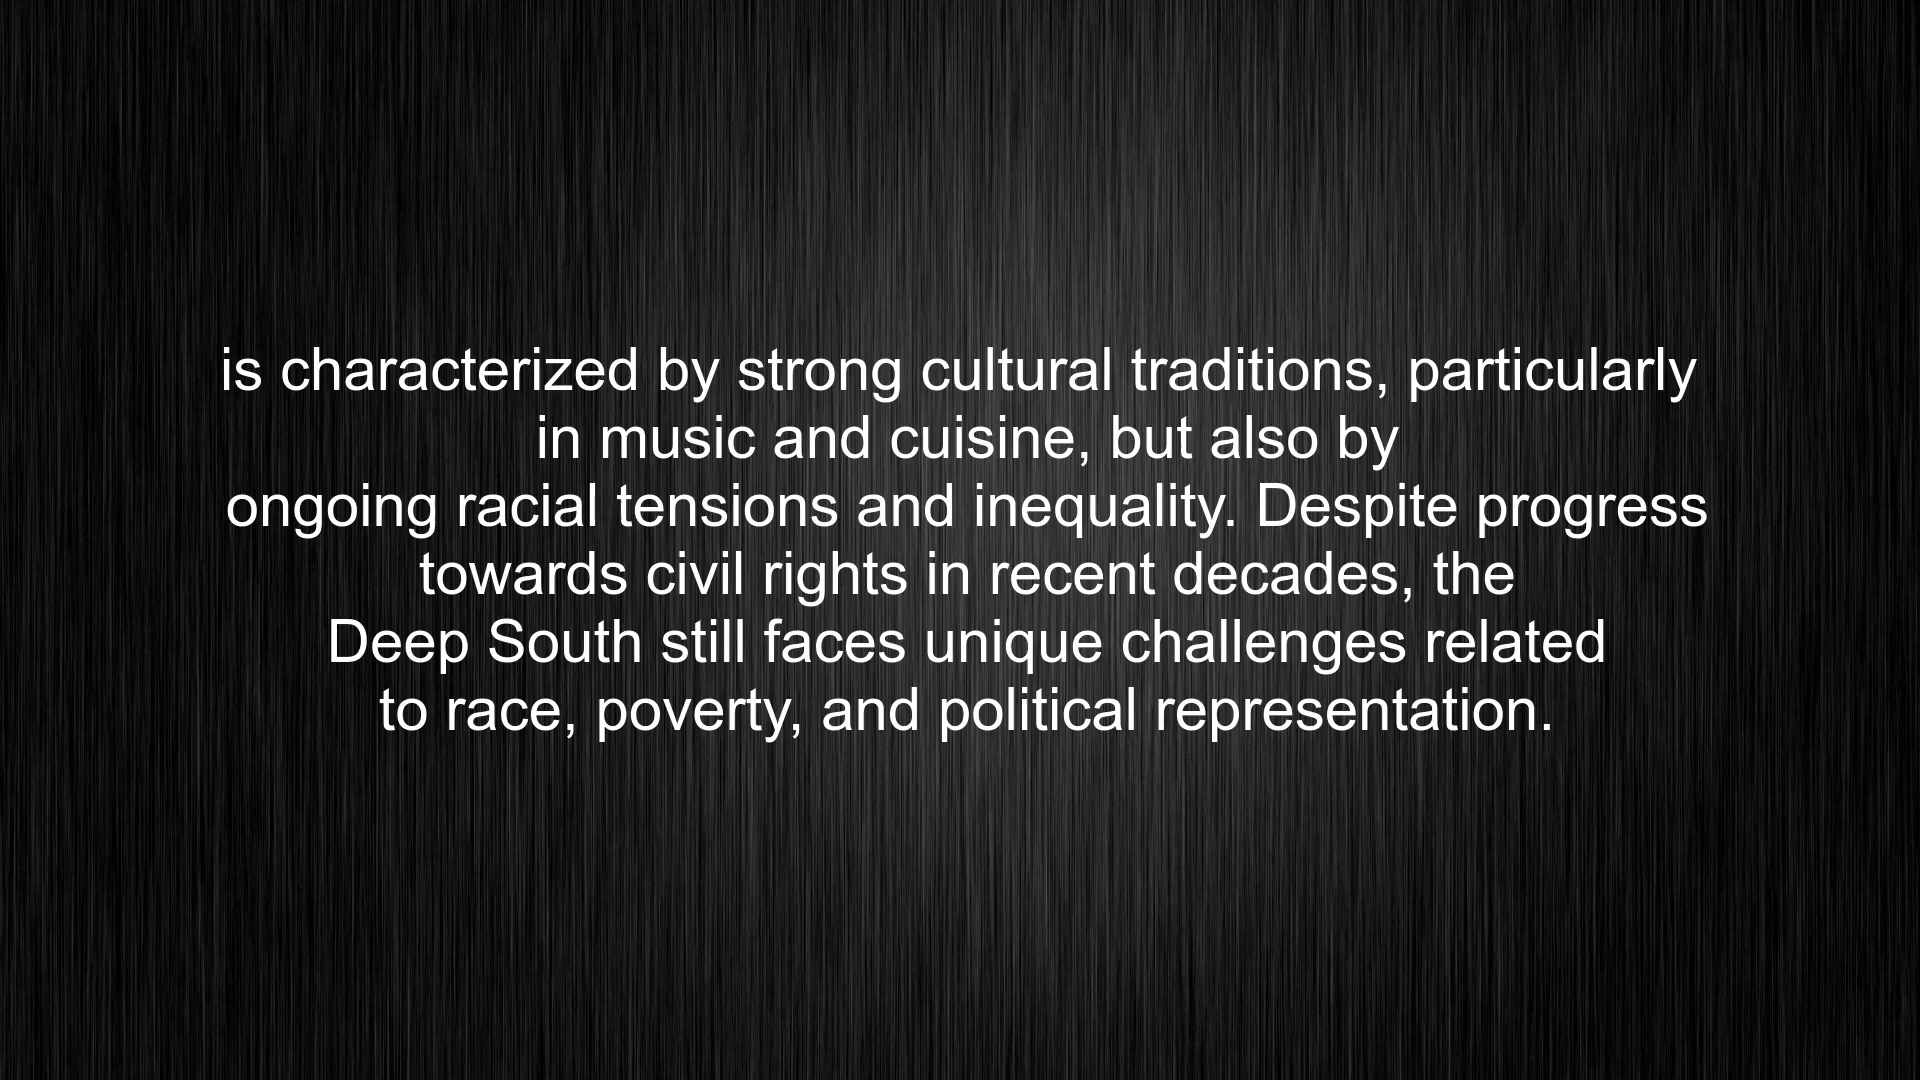 is characterized by strong cultural traditions, particularly
in music and cuisine, but also by
ongoing racial tensions and inequality. Despite progress
towards civil rights in recent decades, the
Deep South still faces unique challenges related
to race, poverty, and political representation.